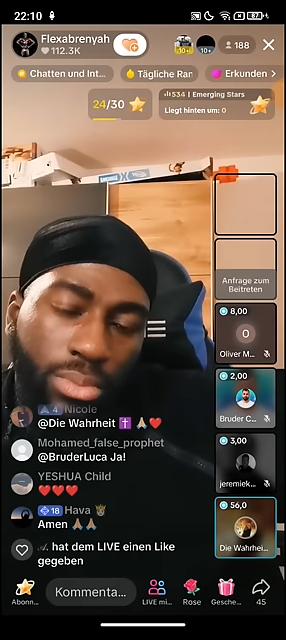 22:10
87
Flexabrenyah
112.3K
10+
10+
188
Chatten und Int...
Tägliche Ran
Erkunden >
24/30
534 | Emerging Stars
Liegt hinten um: 0
Anfrage zum
Beitreten
8,00
O
Oliver M...
2,00
Bruder C...
3,00
jeremiek...
56,0
Die Wahrhei...
4 Nicole
@Die Wahrheit ✝️ 🙏🏽❤️
Mohamed_false_prophet
@BruderLuca Ja!
YESHUA Child
❤️❤️❤️
18 Hava
Amen 🙏🏽🙏🏽
𝒜. hat dem LIVE einen Like
gegeben
Abonn...
Kommenta...
LIVE mi...
Rose
Gesche...
45